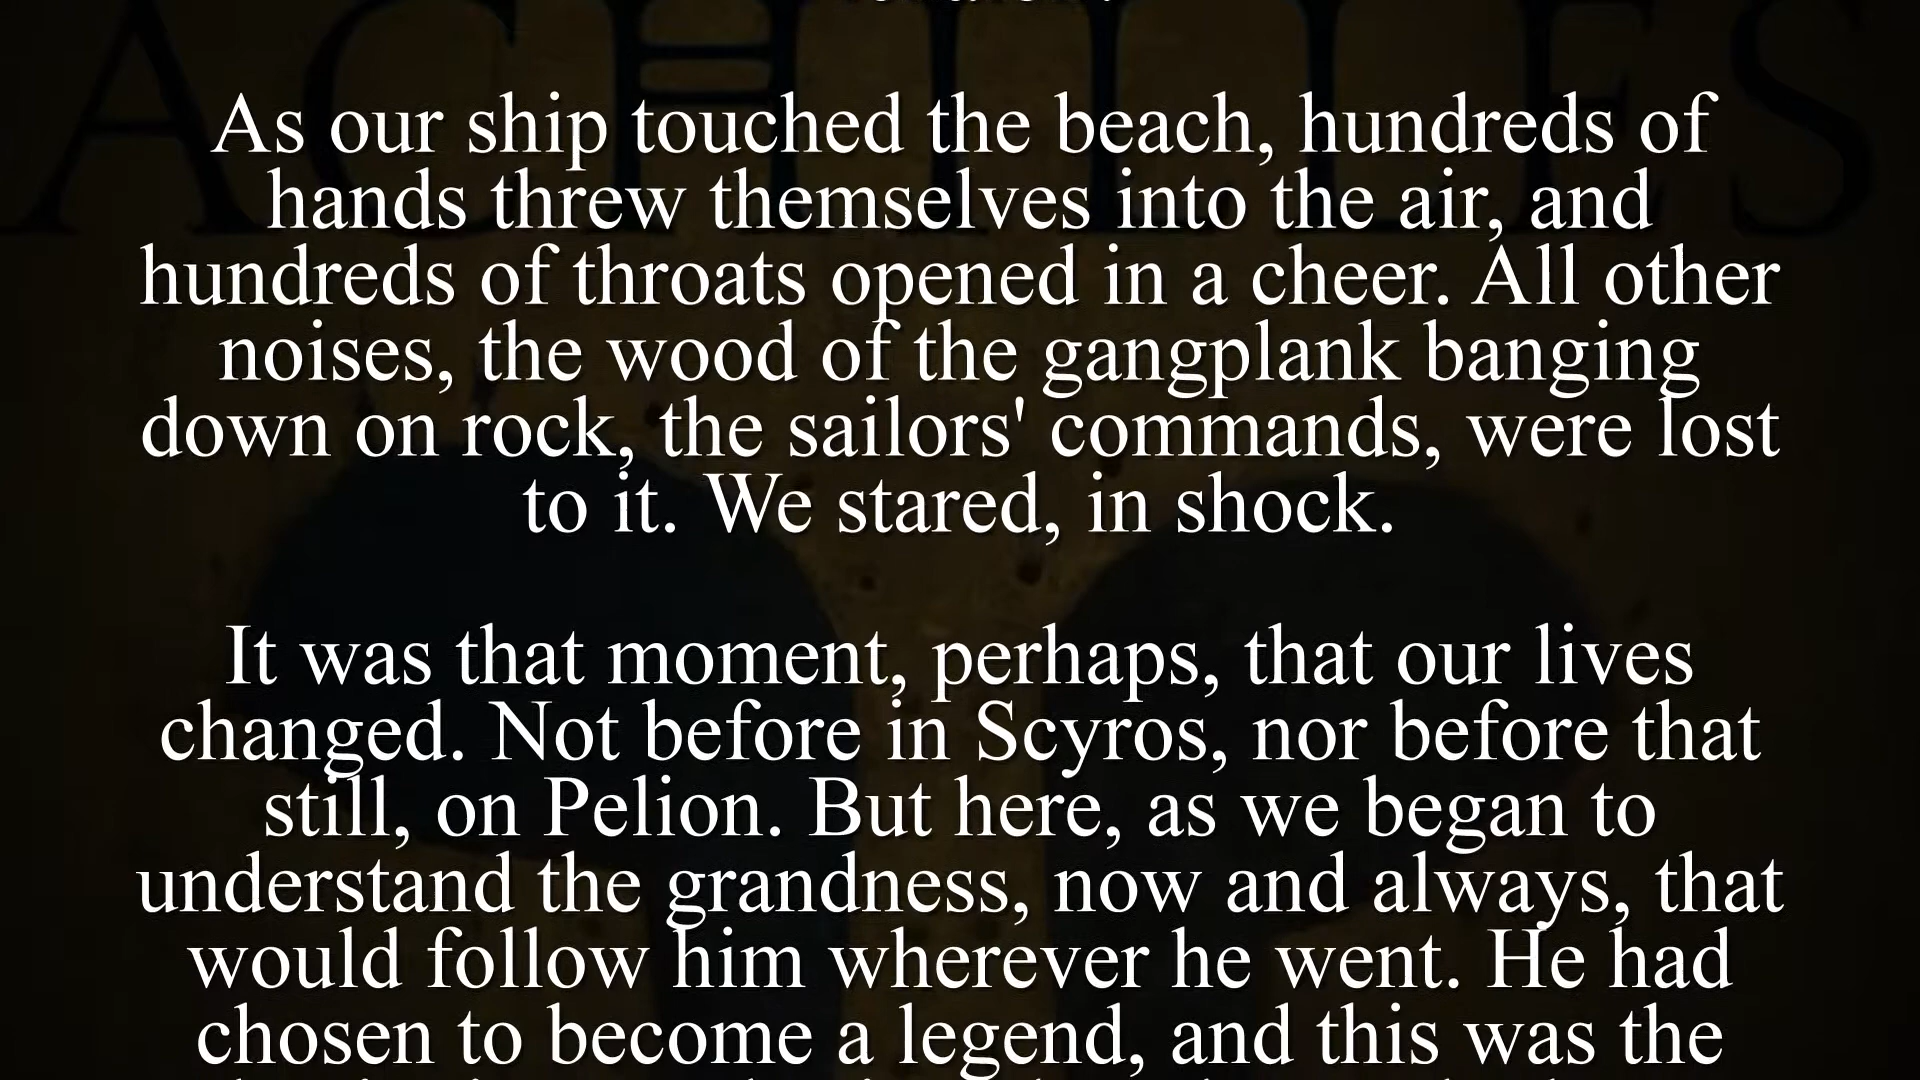 ACHILLES
As our ship touched the beach, hundreds of
hands threw themselves into the air, and
hundreds of throats opened in a cheer. All other
noises, the wood of the gangplank banging
down on rock, the sailors' commands, were lost
to it. We stared, in shock.
It was that moment, perhaps, that our lives
changed. Not before in Scyros, nor before that
still, on Pelion. But here, as we began to
understand the grandness, now and always, that
would follow him wherever he went. He had
chosen to become a legend, and this was the